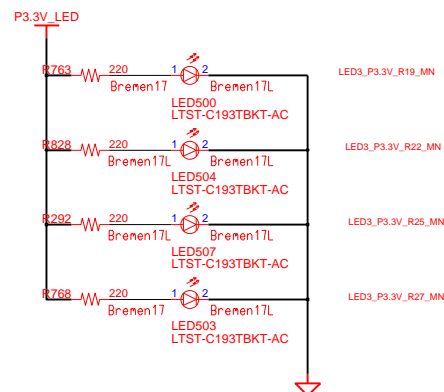 P3.3V_LED
R763 220 1 2 LED3_P3.3V_R19_MN
Bremen17 Bremen17L
LED500
LTST-C193TBKT-AC
R828 220 1 2 LED3_P3.3V_R22_MN
Bremen17L Bremen17L
LED504
LTST-C193TBKT-AC
R292 220 1 2 LED3_P3.3V_R25_MN
Bremen17L Bremen17L
LED507
LTST-C193TBKT-AC
R768 220 1 2 LED3_P3.3V_R27_MN
Bremen17 Bremen17L
LED503
LTST-C193TBKT-AC